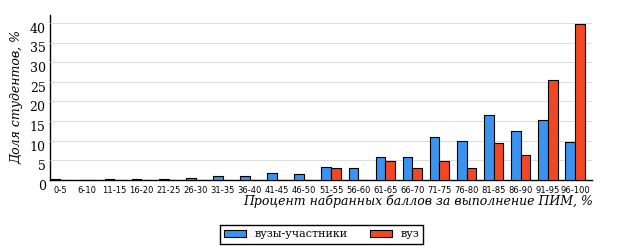 Доля студентов, %
40
35
30
25
20
15
10
5
0
0-5 6-10 11-15 16-20 21-25 26-30 31-35 36-40 41-45 46-50 51-55 56-60 61-65 66-70 71-75 76-80 81-85 86-90 91-95 96-100
Процент набранных баллов за выполнение ПИМ, %
вузы-участники вуз